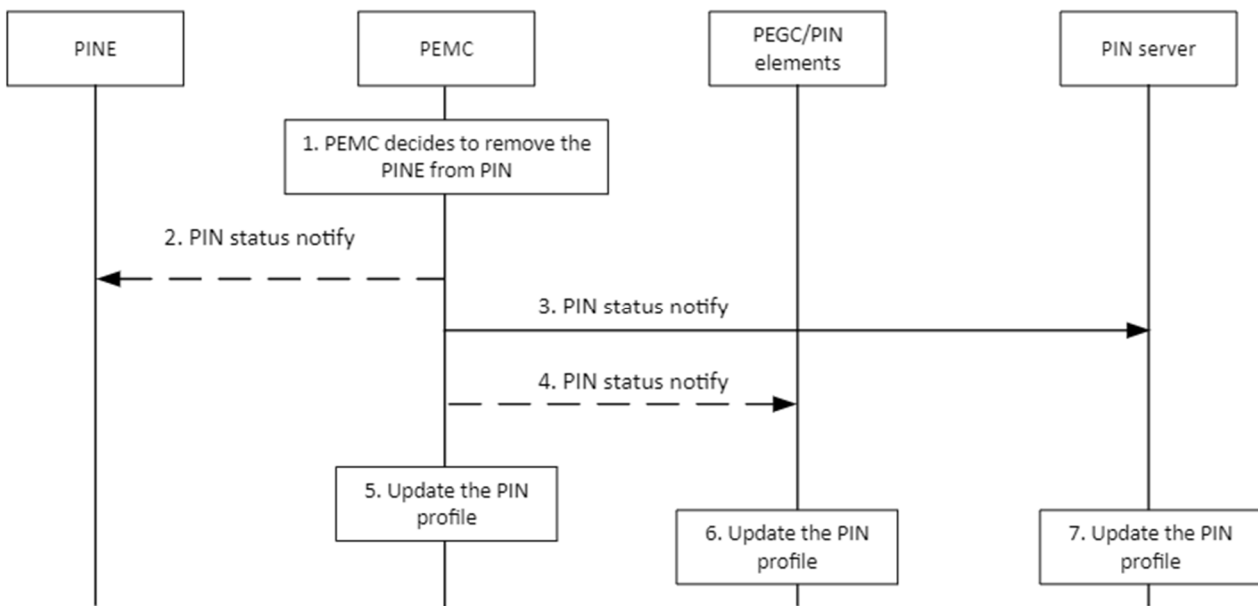 PINE
PEMC
PEGC/PIN
elements
PIN server
1. PEMC decides to remove the
PINE from PIN
2. PIN status notify
3. PIN status notify
4. PIN status notify
5. Update the PIN
profile
6. Update the PIN
profile
7. Update the PIN
profile